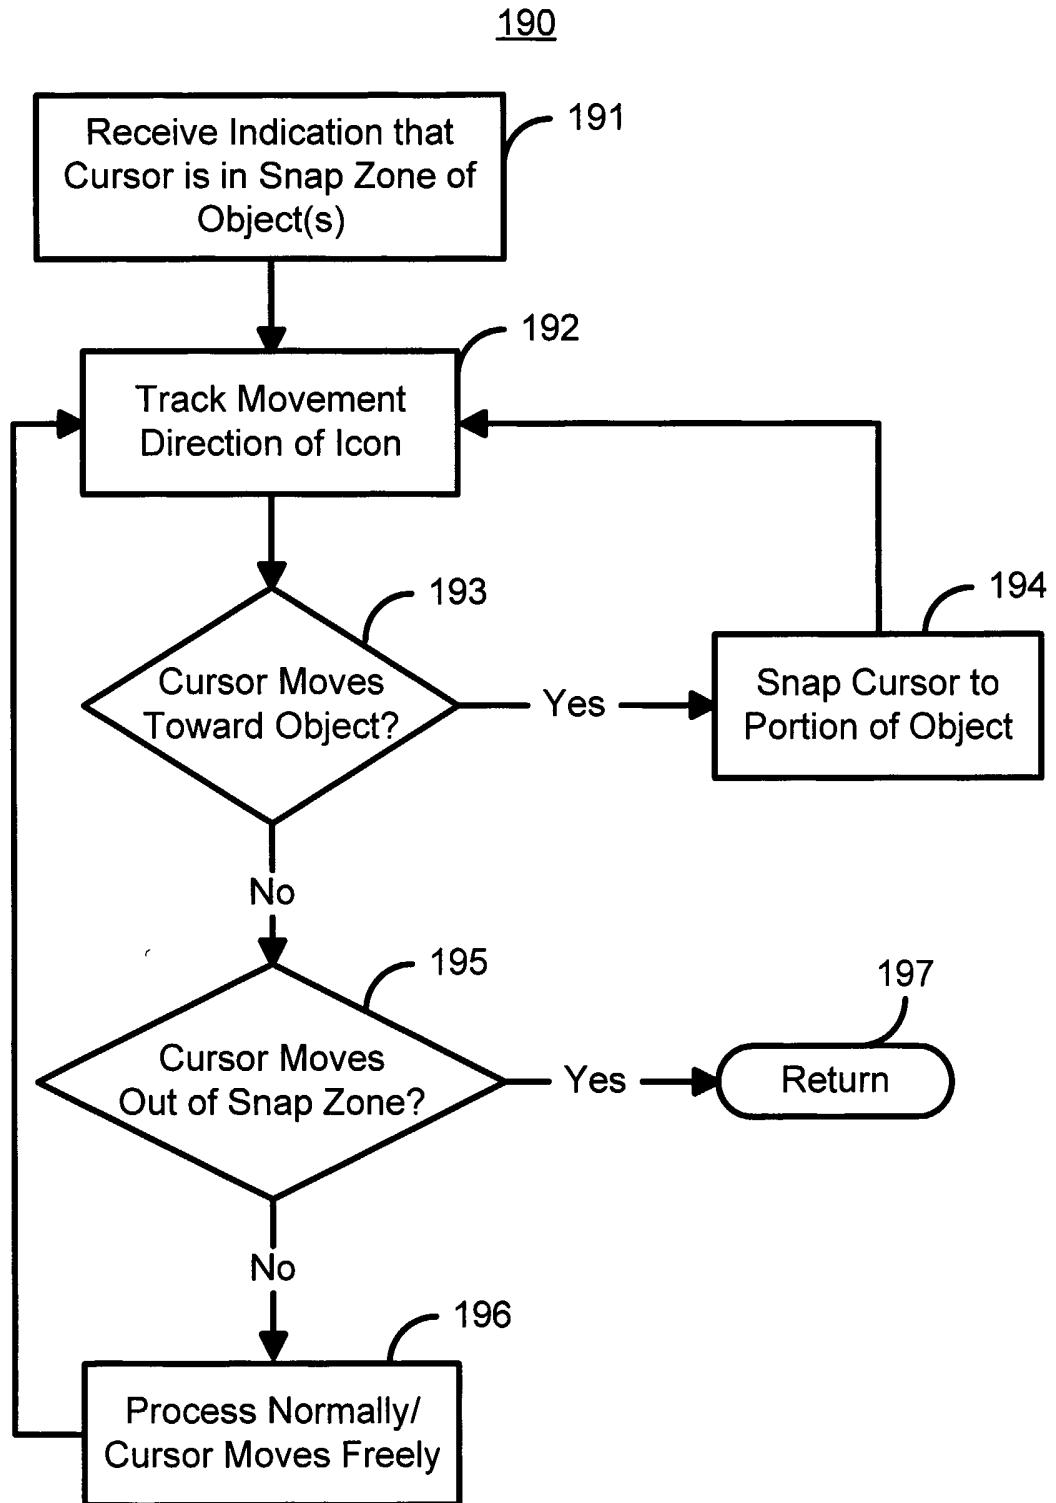 190
191
Receive Indication that
Cursor is in Snap Zone of
Object(s)
192
Track Movement
Direction of Icon
193
Cursor Moves
Toward Object?
Yes
194
Snap Cursor to
Portion of Object
No
195
Cursor Moves
Out of Snap Zone?
Yes
197
Return
No
196
Process Normally/
Cursor Moves Freely